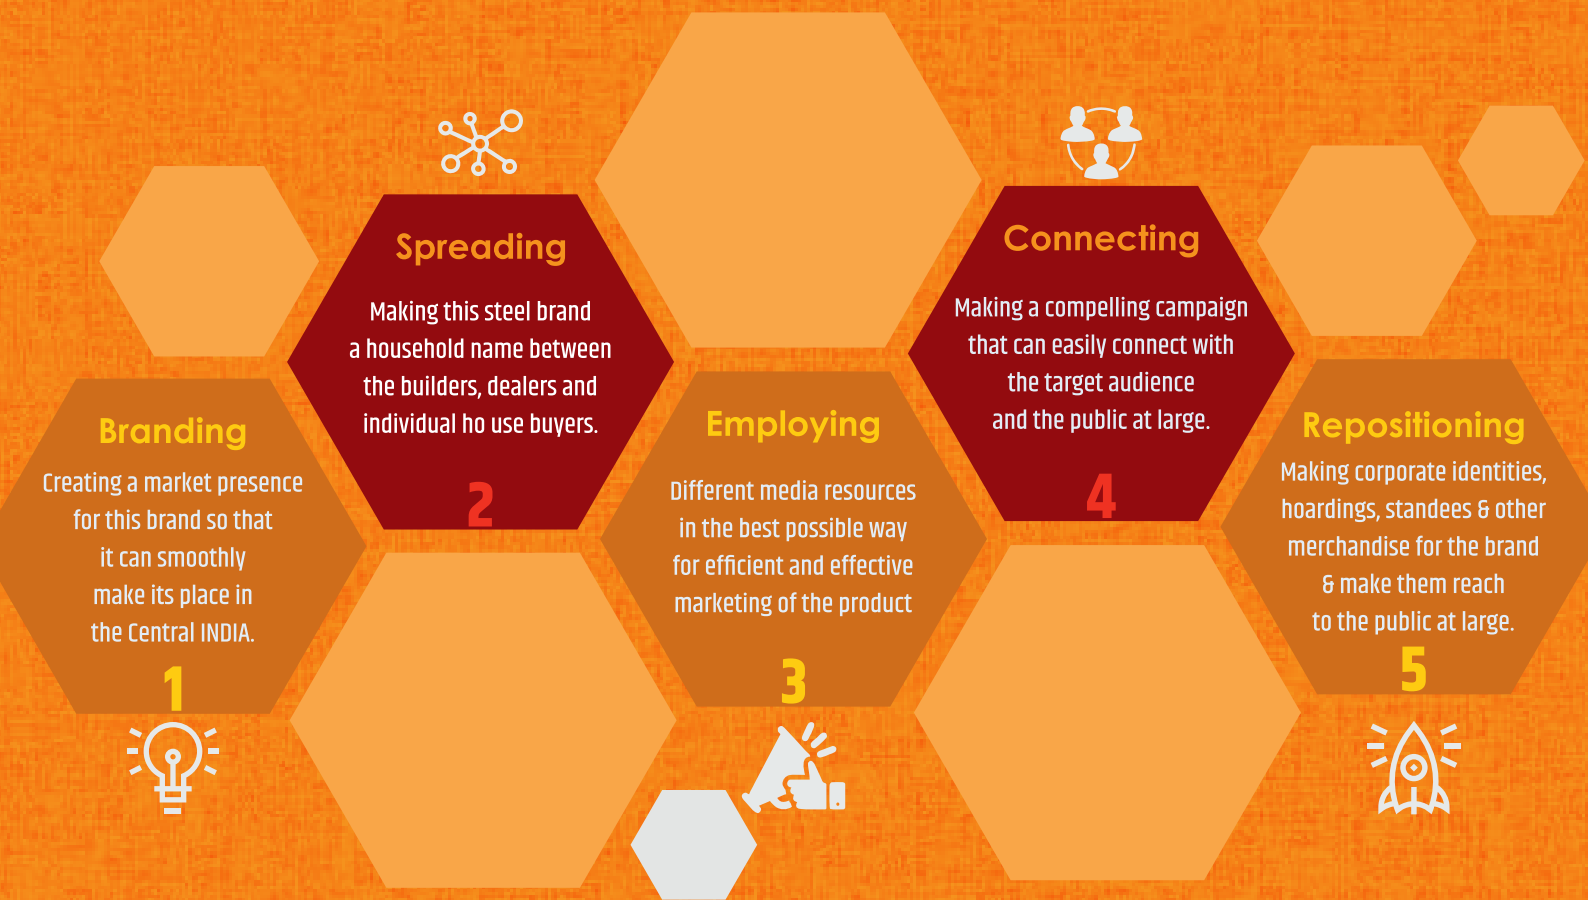 Branding
Creating a market presence
for this brand so that
it can smoothly
make its place in
the Central INDIA.
1
Spreading
Making this steel brand
a household name between
the builders, dealers and
individual ho use buyers.
2
Employing
Different media resources
in the best possible way
for efficient and effective
marketing of the product
3
Connecting
Making a compelling campaign
that can easily connect with
the target audience
and the public at large.
4
Repositioning
Making corporate identities,
hoardings, standees & other
merchandise for the brand
& make them reach
to the public at large.
5